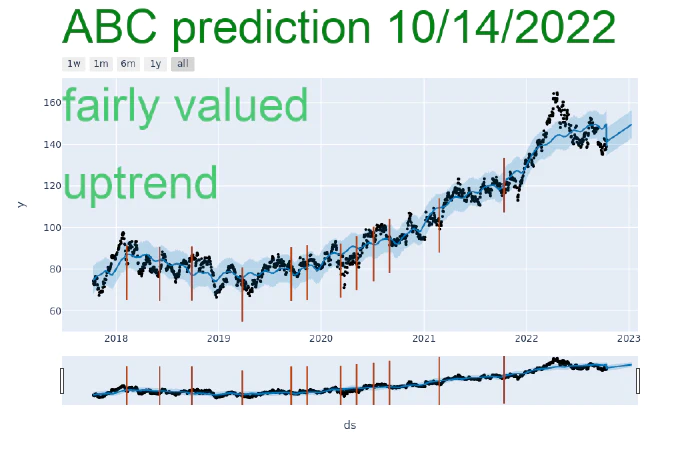 ABC prediction 10/14/2022
1w 1m 6m 1y all
fairly valued
uptrend
160
140
120
100
80
60
y
2018 2019 2020 2021 2022 2023
ds